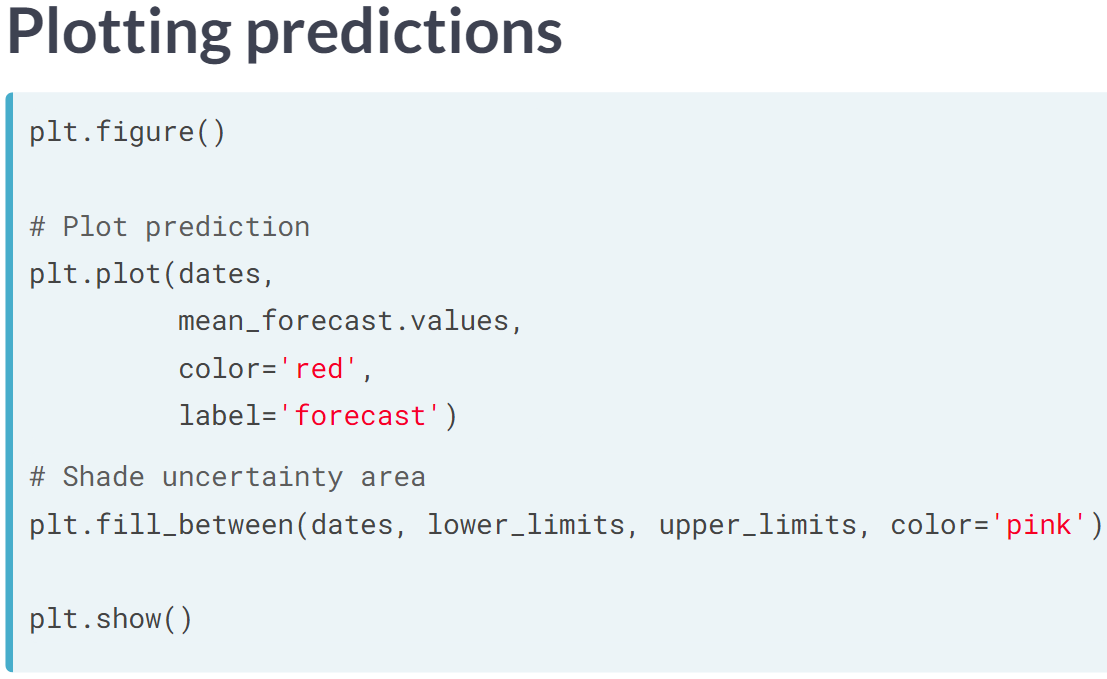 Plotting predictions
plt.figure()
# Plot prediction
plt.plot(dates,
         mean_forecast.values,
         color='red',
         label='forecast')
# Shade uncertainty area
plt.fill_between(dates, lower_limits, upper_limits, color='pink')
plt.show()